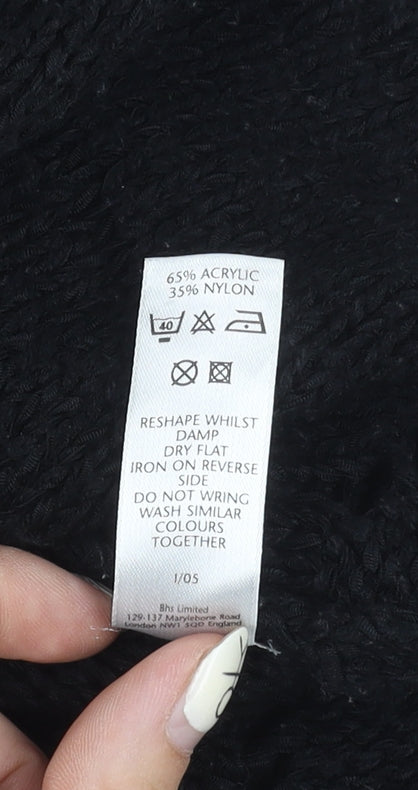 65% ACRYLIC
35% NYLON
40
RESHAPE WHILST
DAMP
DRY FLAT
IRON ON REVERSE
SIDE
DO NOT WRING
WASH SIMILAR
COLOURS
TOGETHER
1/05
Bhs Limited
129-137 Marylebone Road
London NW1 5QD England